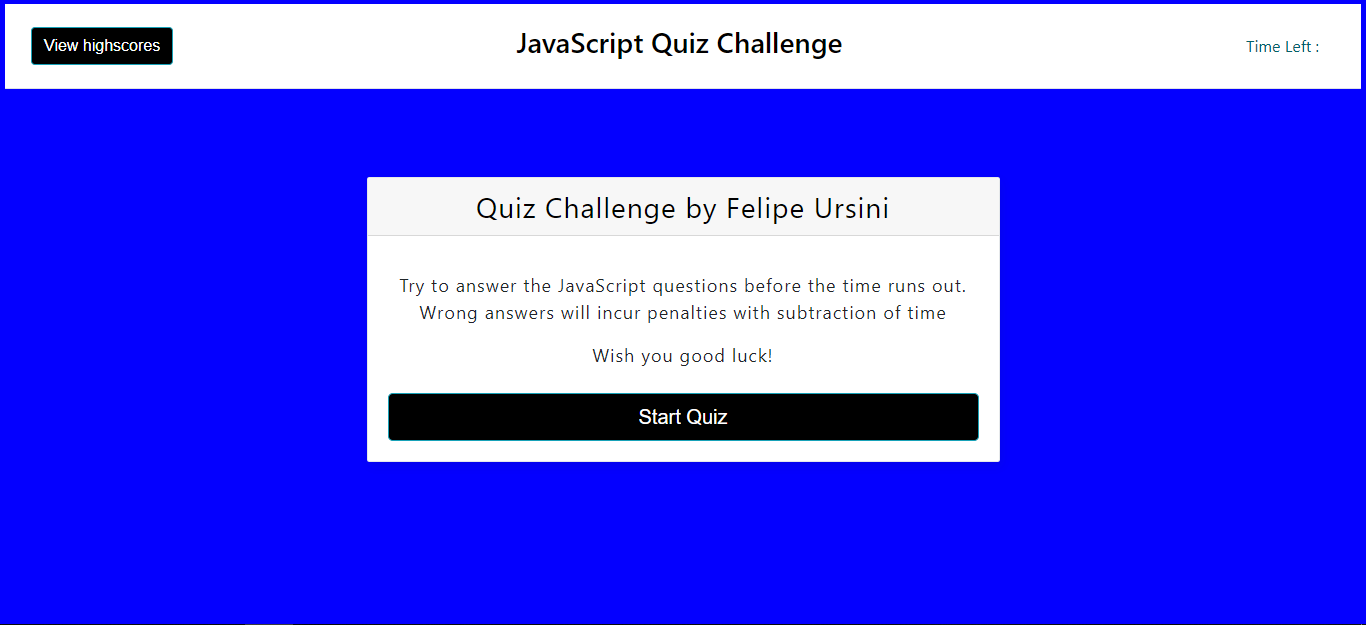 View highscores
JavaScript Quiz Challenge
Time Left :
Quiz Challenge by Felipe Ursini
Try to answer the JavaScript questions before the time runs out.
Wrong answers will incur penalties with subtraction of time
Wish you good luck!
Start Quiz